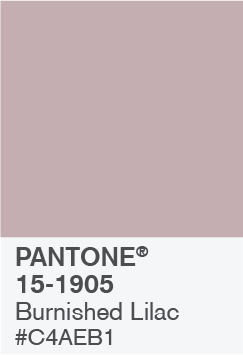 PANTONE®
15-1905
Burnished Lilac
#C4AEB1